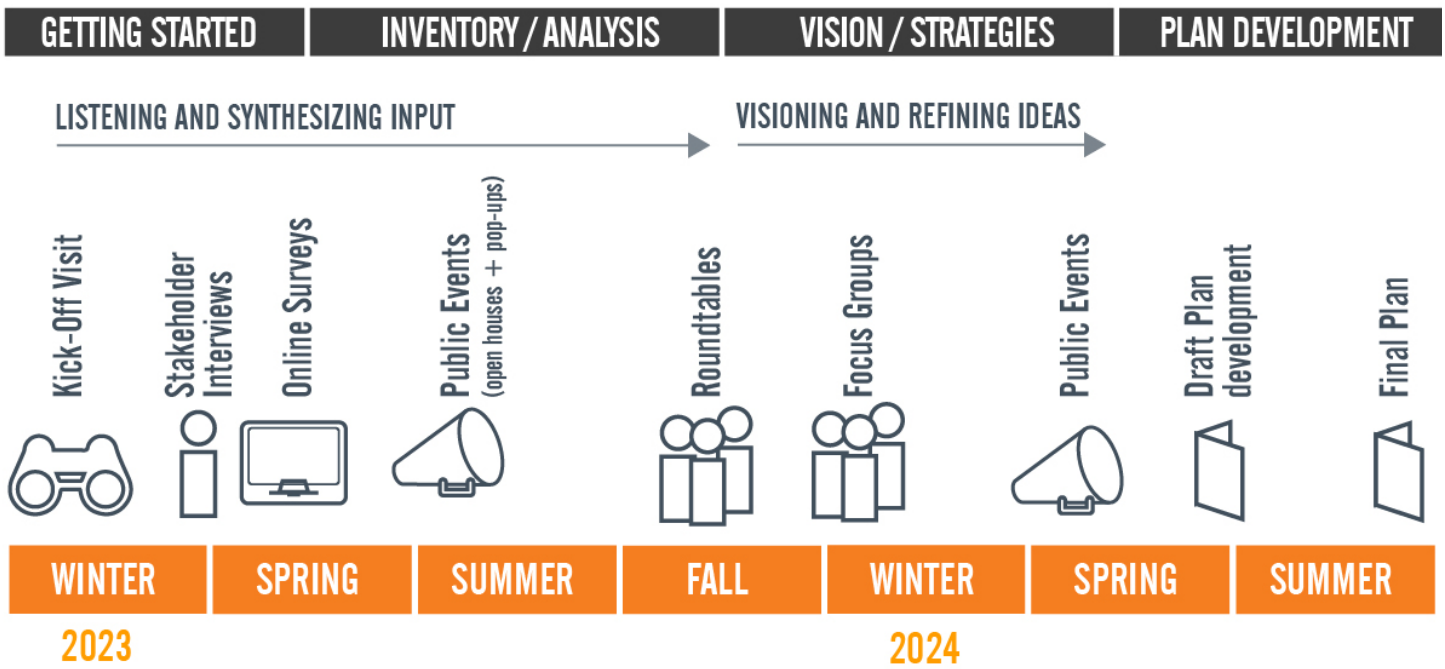 GETTING STARTED
INVENTORY / ANALYSIS
VISION / STRATEGIES
PLAN DEVELOPMENT
LISTENING AND SYNTHESIZING INPUT
VISIONING AND REFINING IDEAS
Kick-Off Visit
Stakeholder
Interviews
Online Surveys
Public Events
(open houses + pop-ups)
Roundtables
Focus Groups
Public Events
Draft Plan
development
Final Plan
WINTER
SPRING
SUMMER
FALL
WINTER
SPRING
SUMMER
2023
2024